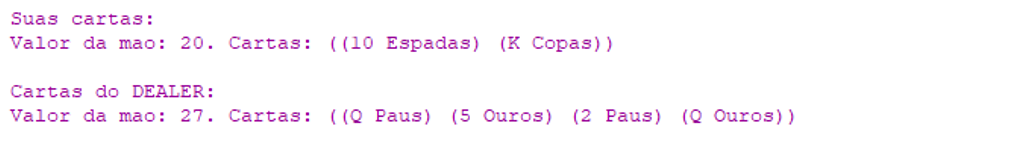 Suas cartas:
Valor da mao: 20. Cartas: ((10 Espadas) (K Copas))
Cartas do DEALER:
Valor da mao: 27. Cartas: ((Q Paus) (5 Ouros) (2 Paus) (Q Ouros))